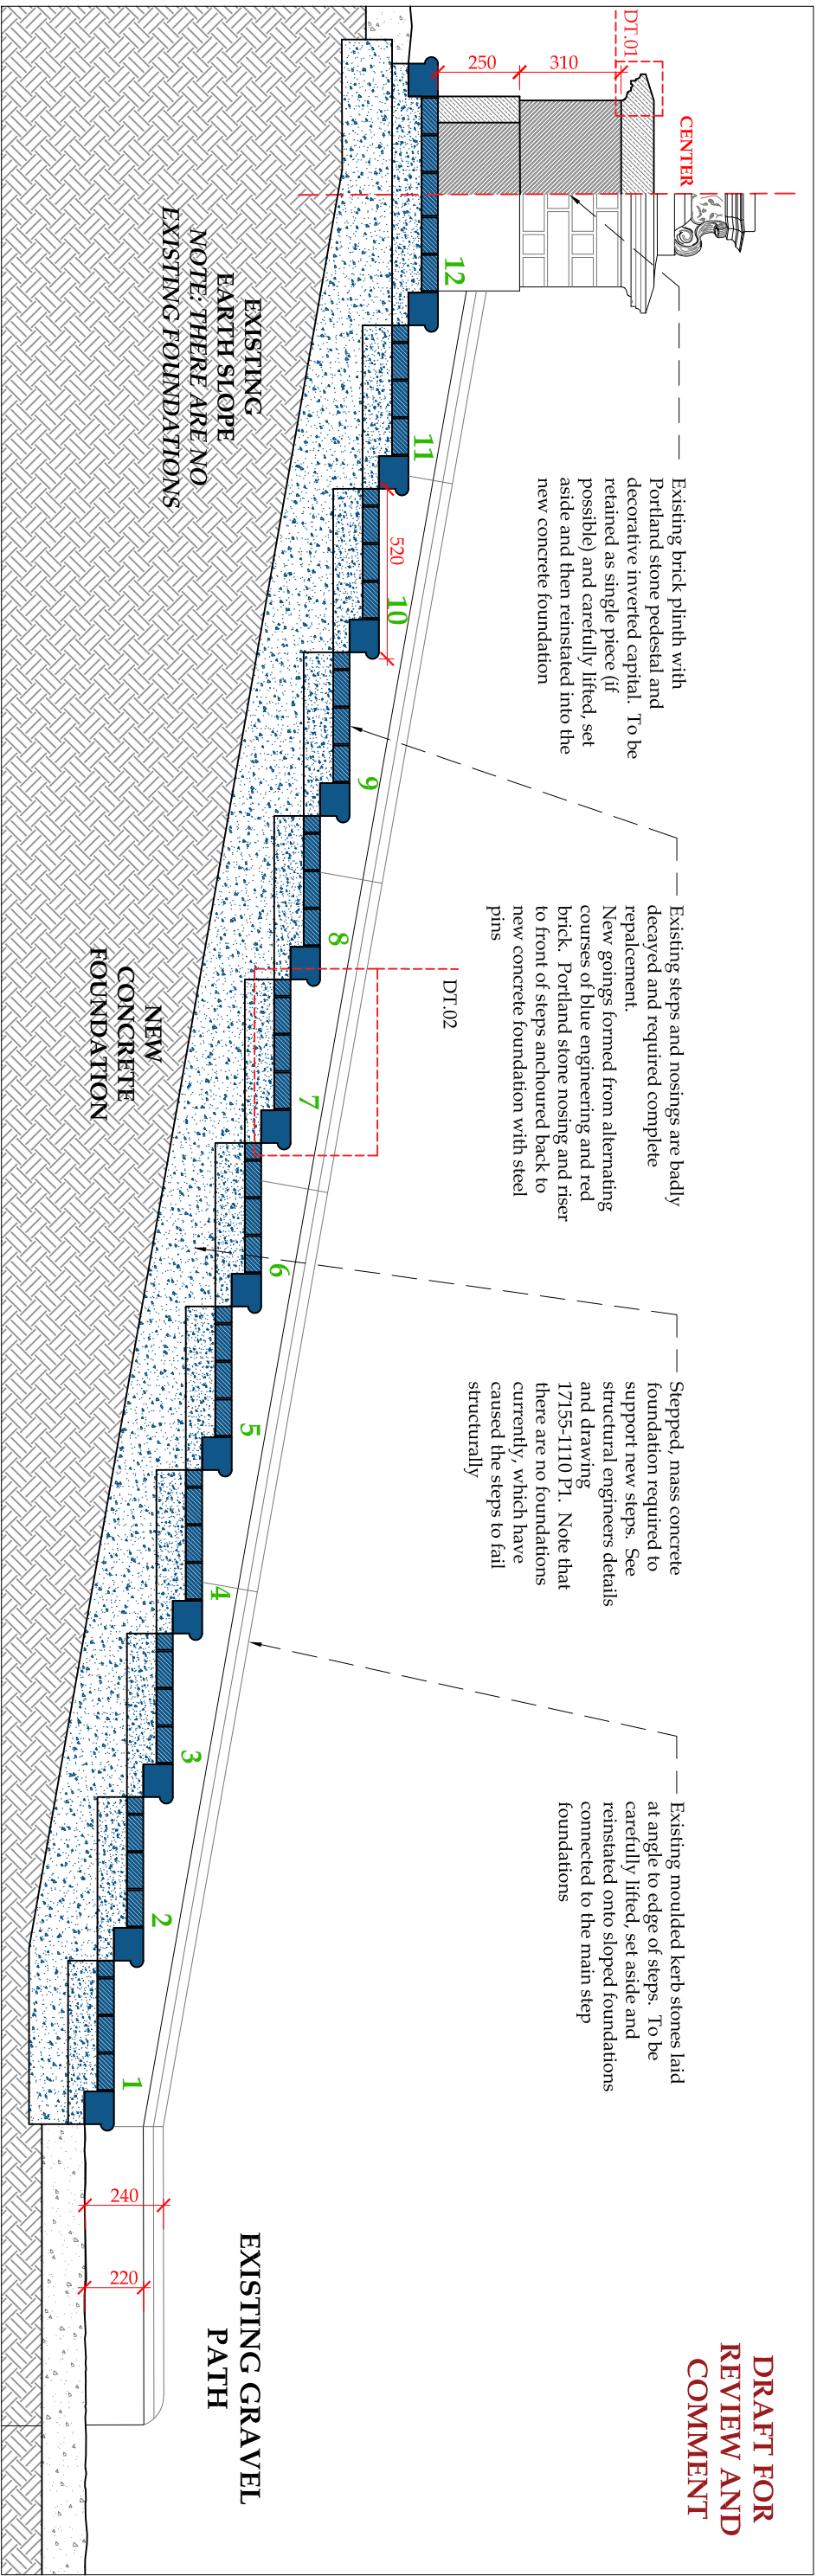 DT.01
250
310
CENTER
Existing brick plinth with
Portland stone pedestal and
decorative inverted capital. To be
retained as single piece (if
possible) and carefully lifted, set
aside and then reinstated into the
new concrete foundation
Existing steps and nosings are badly
decayed and required complete
repalcement.
New goings formed from alternating
courses of blue engineering and red
brick. Portland stone nosing and riser
to front of steps anchoured back to
new concrete foundation with steel
pins
Stepped, mass concrete
foundation required to
support new steps. See
structural engineers details
and drawing
17155-1110 P1. Note that
there are no foundations
currently, which have
caused the steps to fail
structurally
Existing moulded kerb stones laid
at angle to edge of steps. To be
carefully lifted, set aside and
reinstated onto sloped foundations
connected to the main step
foundations
DRAFT FOR
REVIEW AND
COMMENT
DT.02
520
12
11
10
9
8
7
6
5
4
3
2
1
240
220
EXISTING GRAVEL
PATH
EXISTING
EARTH SLOPE
NOTE: THERE ARE NO
EXISTING FOUNDATIONS
NEW
CONCRETE
FOUNDATION